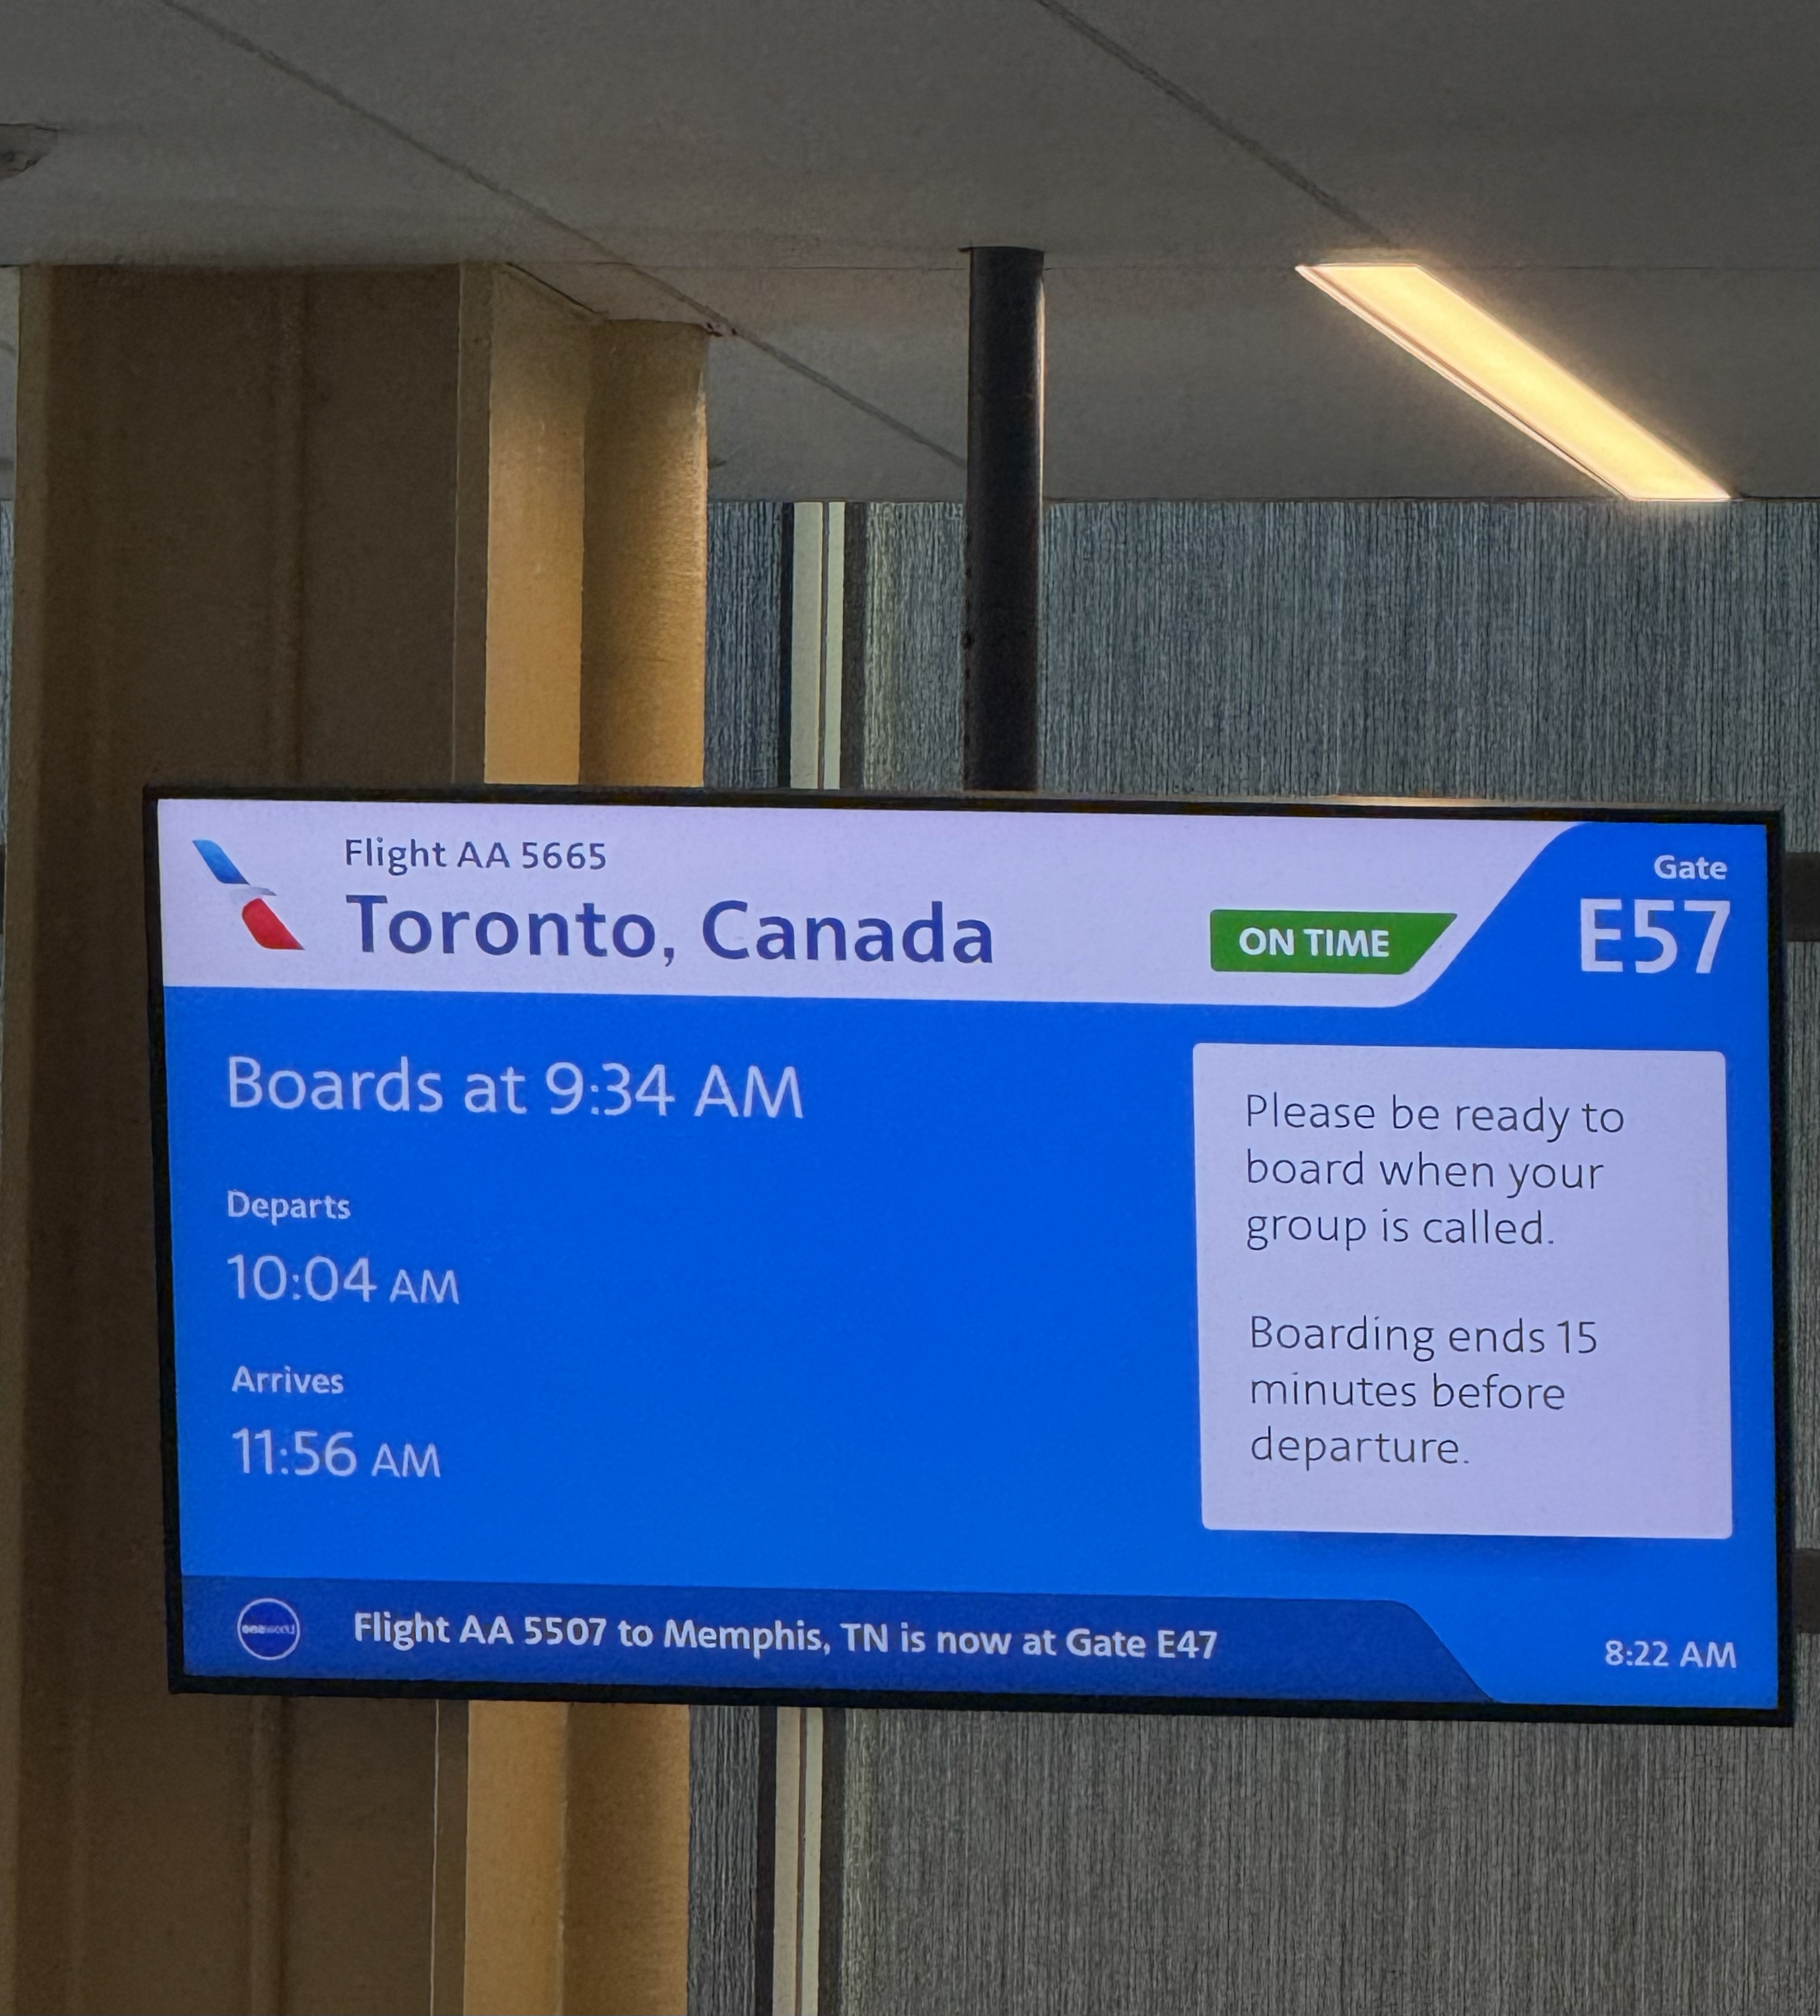 Flight AA 5665
Toronto, Canada
ON TIME
Gate
E57
Boards at 9:34 AM
Departs
10:04 AM
Arrives
11:56 AM
Please be ready to
board when your
group is called.
Boarding ends 15
minutes before
departure.
oneworld
Flight AA 5507 to Memphis, TN is now at Gate E47
8:22 AM